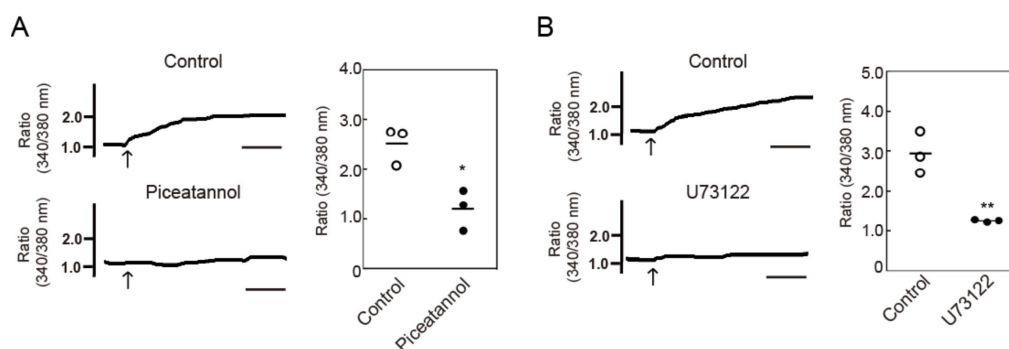 A
Control
Ratio
(340/380 nm)
2.0
1.0
Piceatannol
Ratio
(340/380 nm)
2.0
1.0
Ratio (340/380 nm)
4.0
3.0
2.0
1.0
0
*
Control
Piceatannol
B
Control
Ratio
(340/380 nm)
2.0
1.0
U73122
Ratio
(340/380 nm)
2.0
1.0
Ratio (340/380 nm)
5.0
4.0
3.0
2.0
1.0
0
**
Control
U73122